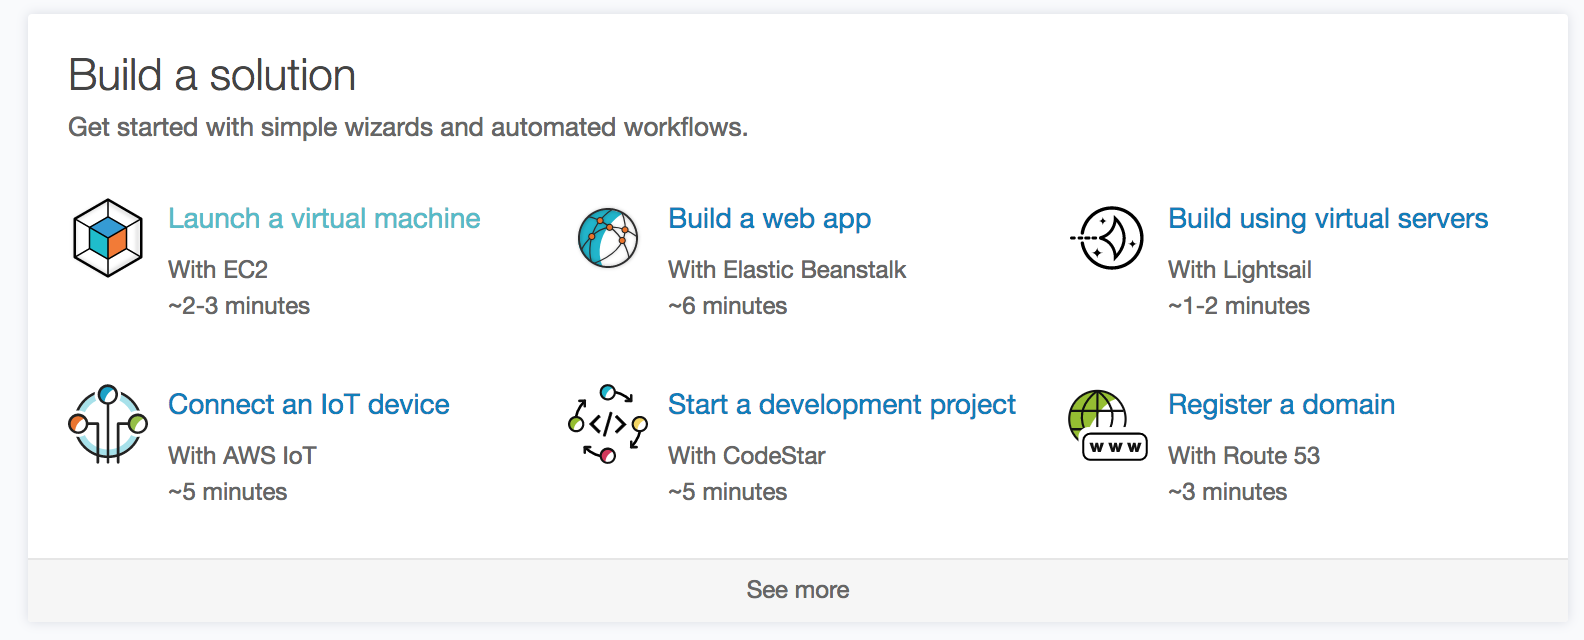 Build a solution
Get started with simple wizards and automated workflows.
Launch a virtual machine
With EC2
~2-3 minutes
Build a web app
With Elastic Beanstalk
~6 minutes
Build using virtual servers
With Lightsail
~1-2 minutes
Connect an IoT device
With AWS IoT
~5 minutes
</>
Start a development project
With CodeStar
~5 minutes
www
Register a domain
With Route 53
~3 minutes
See more